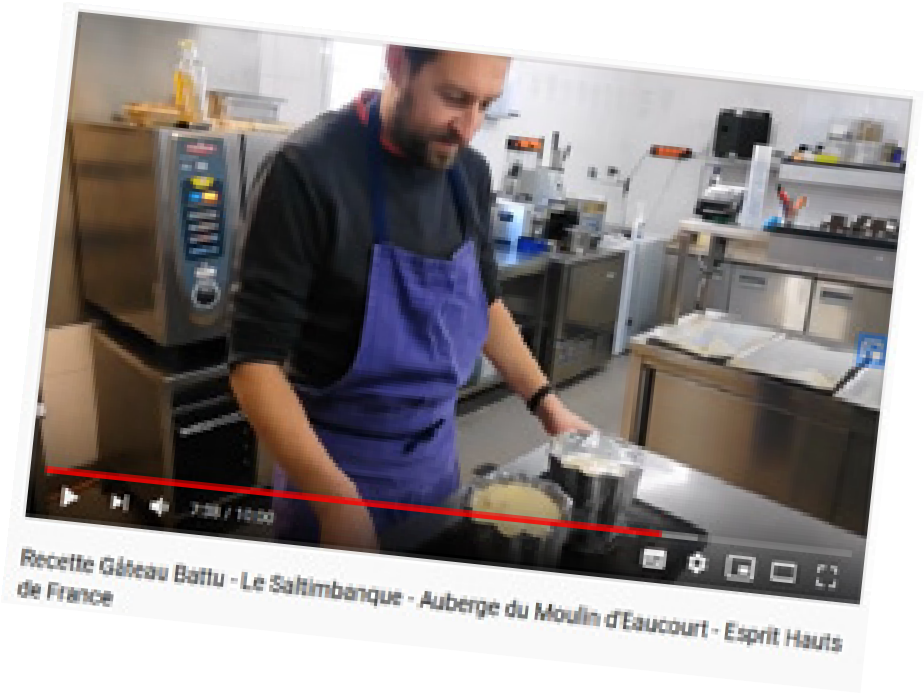 7:38 / 10:00
Recette Gâteau Battu - Le Saltimbanque - Auberge du Moulin d'Eaucourt - Esprit Hauts
de France